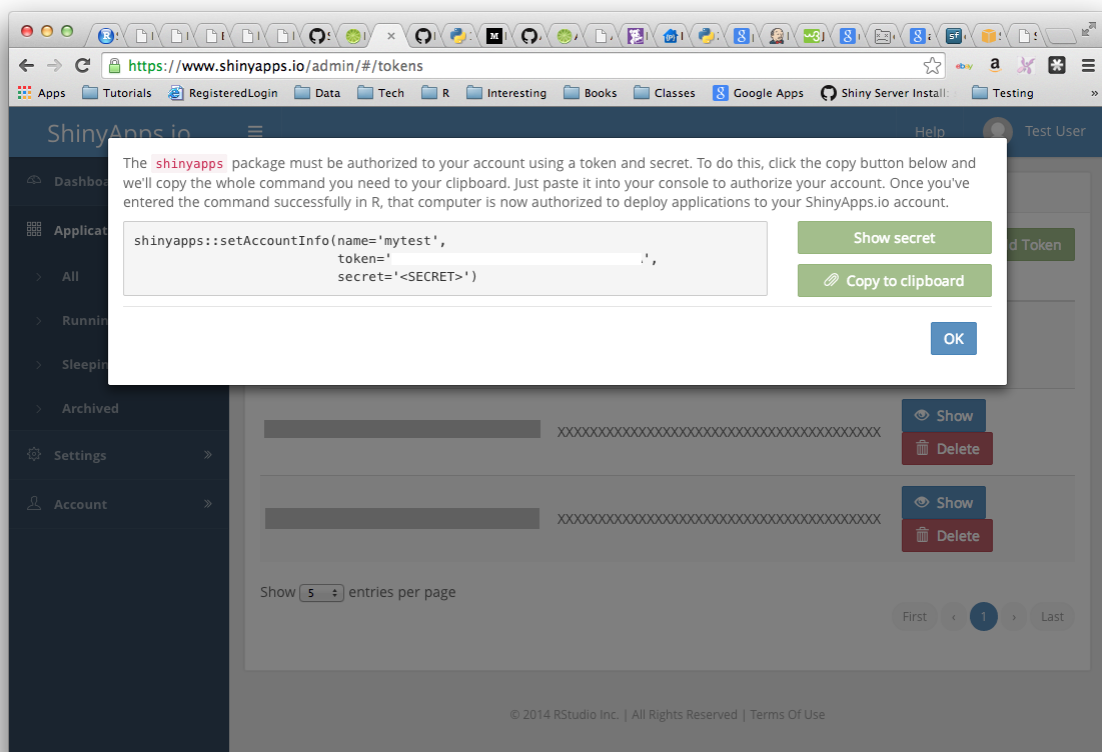 https://www.shinyapps.io/admin/#/tokens
Apps Tutorials RegisteredLogin Data Tech R Interesting Books Classes Google Apps Shiny Server Install: Testing »
ShinyApps.io Help Test User
The shinyapps package must be authorized to your account using a token and secret. To do this, click the copy button below and
we'll copy the whole command you need to your clipboard. Just paste it into your console to authorize your account. Once you've
entered the command successfully in R, that computer is now authorized to deploy applications to your ShinyApps.io account.
shinyapps::setAccountInfo(name='mytest',
token=' ',
secret='<SECRET>')
Show secret
Copy to clipboard
OK
Dashboa
Applicat
All
Runnin
Sleepin
Archived
Settings »
Account »
d Token
XXXXXXXXXXXXXXXXXXXXXXXXXXXXXXXXXXXXXXXX
Show
Delete
XXXXXXXXXXXXXXXXXXXXXXXXXXXXXXXXXXXXXXXX
Show
Delete
Show 5 entries per page
First ‹ 1 › Last
© 2014 RStudio Inc. | All Rights Reserved | Terms Of Use